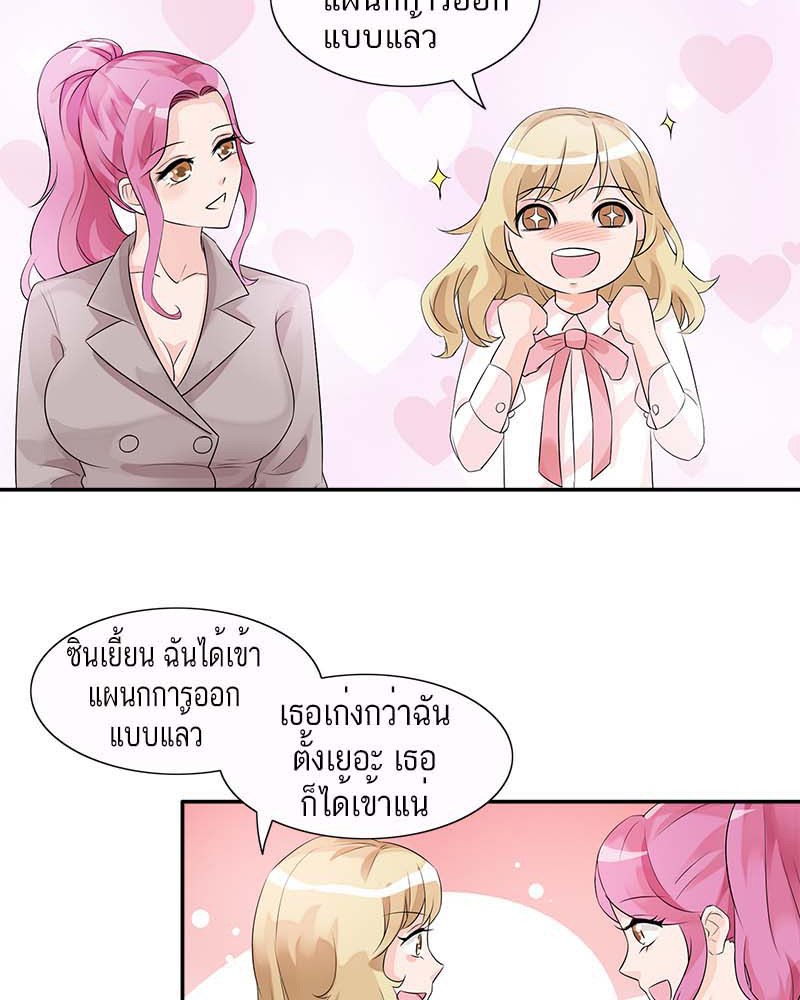 แผนกการออก
แบบแล้ว
ซินเยี้ยน ฉันได้เข้า
แผนกการออก
แบบแล้ว
เธอเก่งกว่าฉัน
ตั้งเยอะ เธอ
ก็ได้เข้าแน่